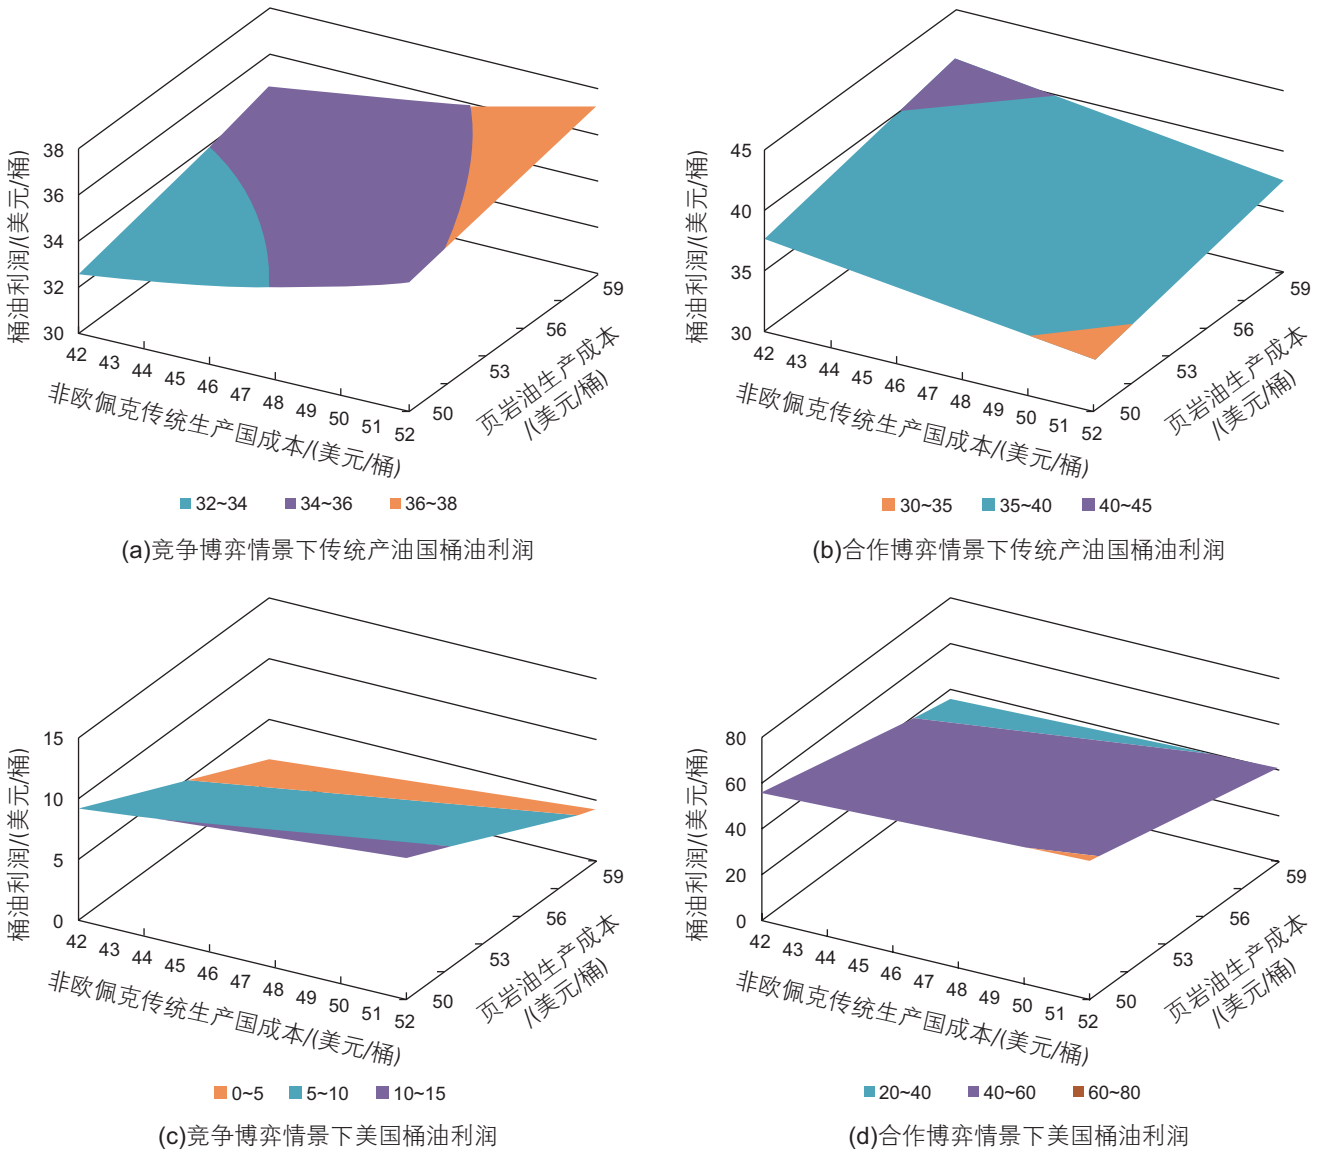 桶油利润/(美元/桶)
38
36
34
32
30
42 43 44 45 46 47 48 49 50 51 52
非欧佩克传统生产国成本/(美元/桶)
50 53 56 59
页岩油生产成本
/(美元/桶)
32~34 34~36 36~38
(a)竞争博弈情景下传统产油国桶油利润
桶油利润/(美元/桶)
45
40
35
30
42 43 44 45 46 47 48 49 50 51 52
非欧佩克传统生产国成本/(美元/桶)
50 53 56 59
页岩油生产成本
/(美元/桶)
30~35 35~40 40~45
(b)合作博弈情景下传统产油国桶油利润
桶油利润/(美元/桶)
15
10
5
0
42 43 44 45 46 47 48 49 50 51 52
非欧佩克传统生产国成本/(美元/桶)
50 53 56 59
页岩油生产成本
/(美元/桶)
0~5 5~10 10~15
(c)竞争博弈情景下美国桶油利润
桶油利润/(美元/桶)
80
60
40
20
0
42 43 44 45 46 47 48 49 50 51 52
非欧佩克传统生产国成本/(美元/桶)
50 53 56 59
页岩油生产成本
/(美元/桶)
20~40 40~60 60~80
(d)合作博弈情景下美国桶油利润